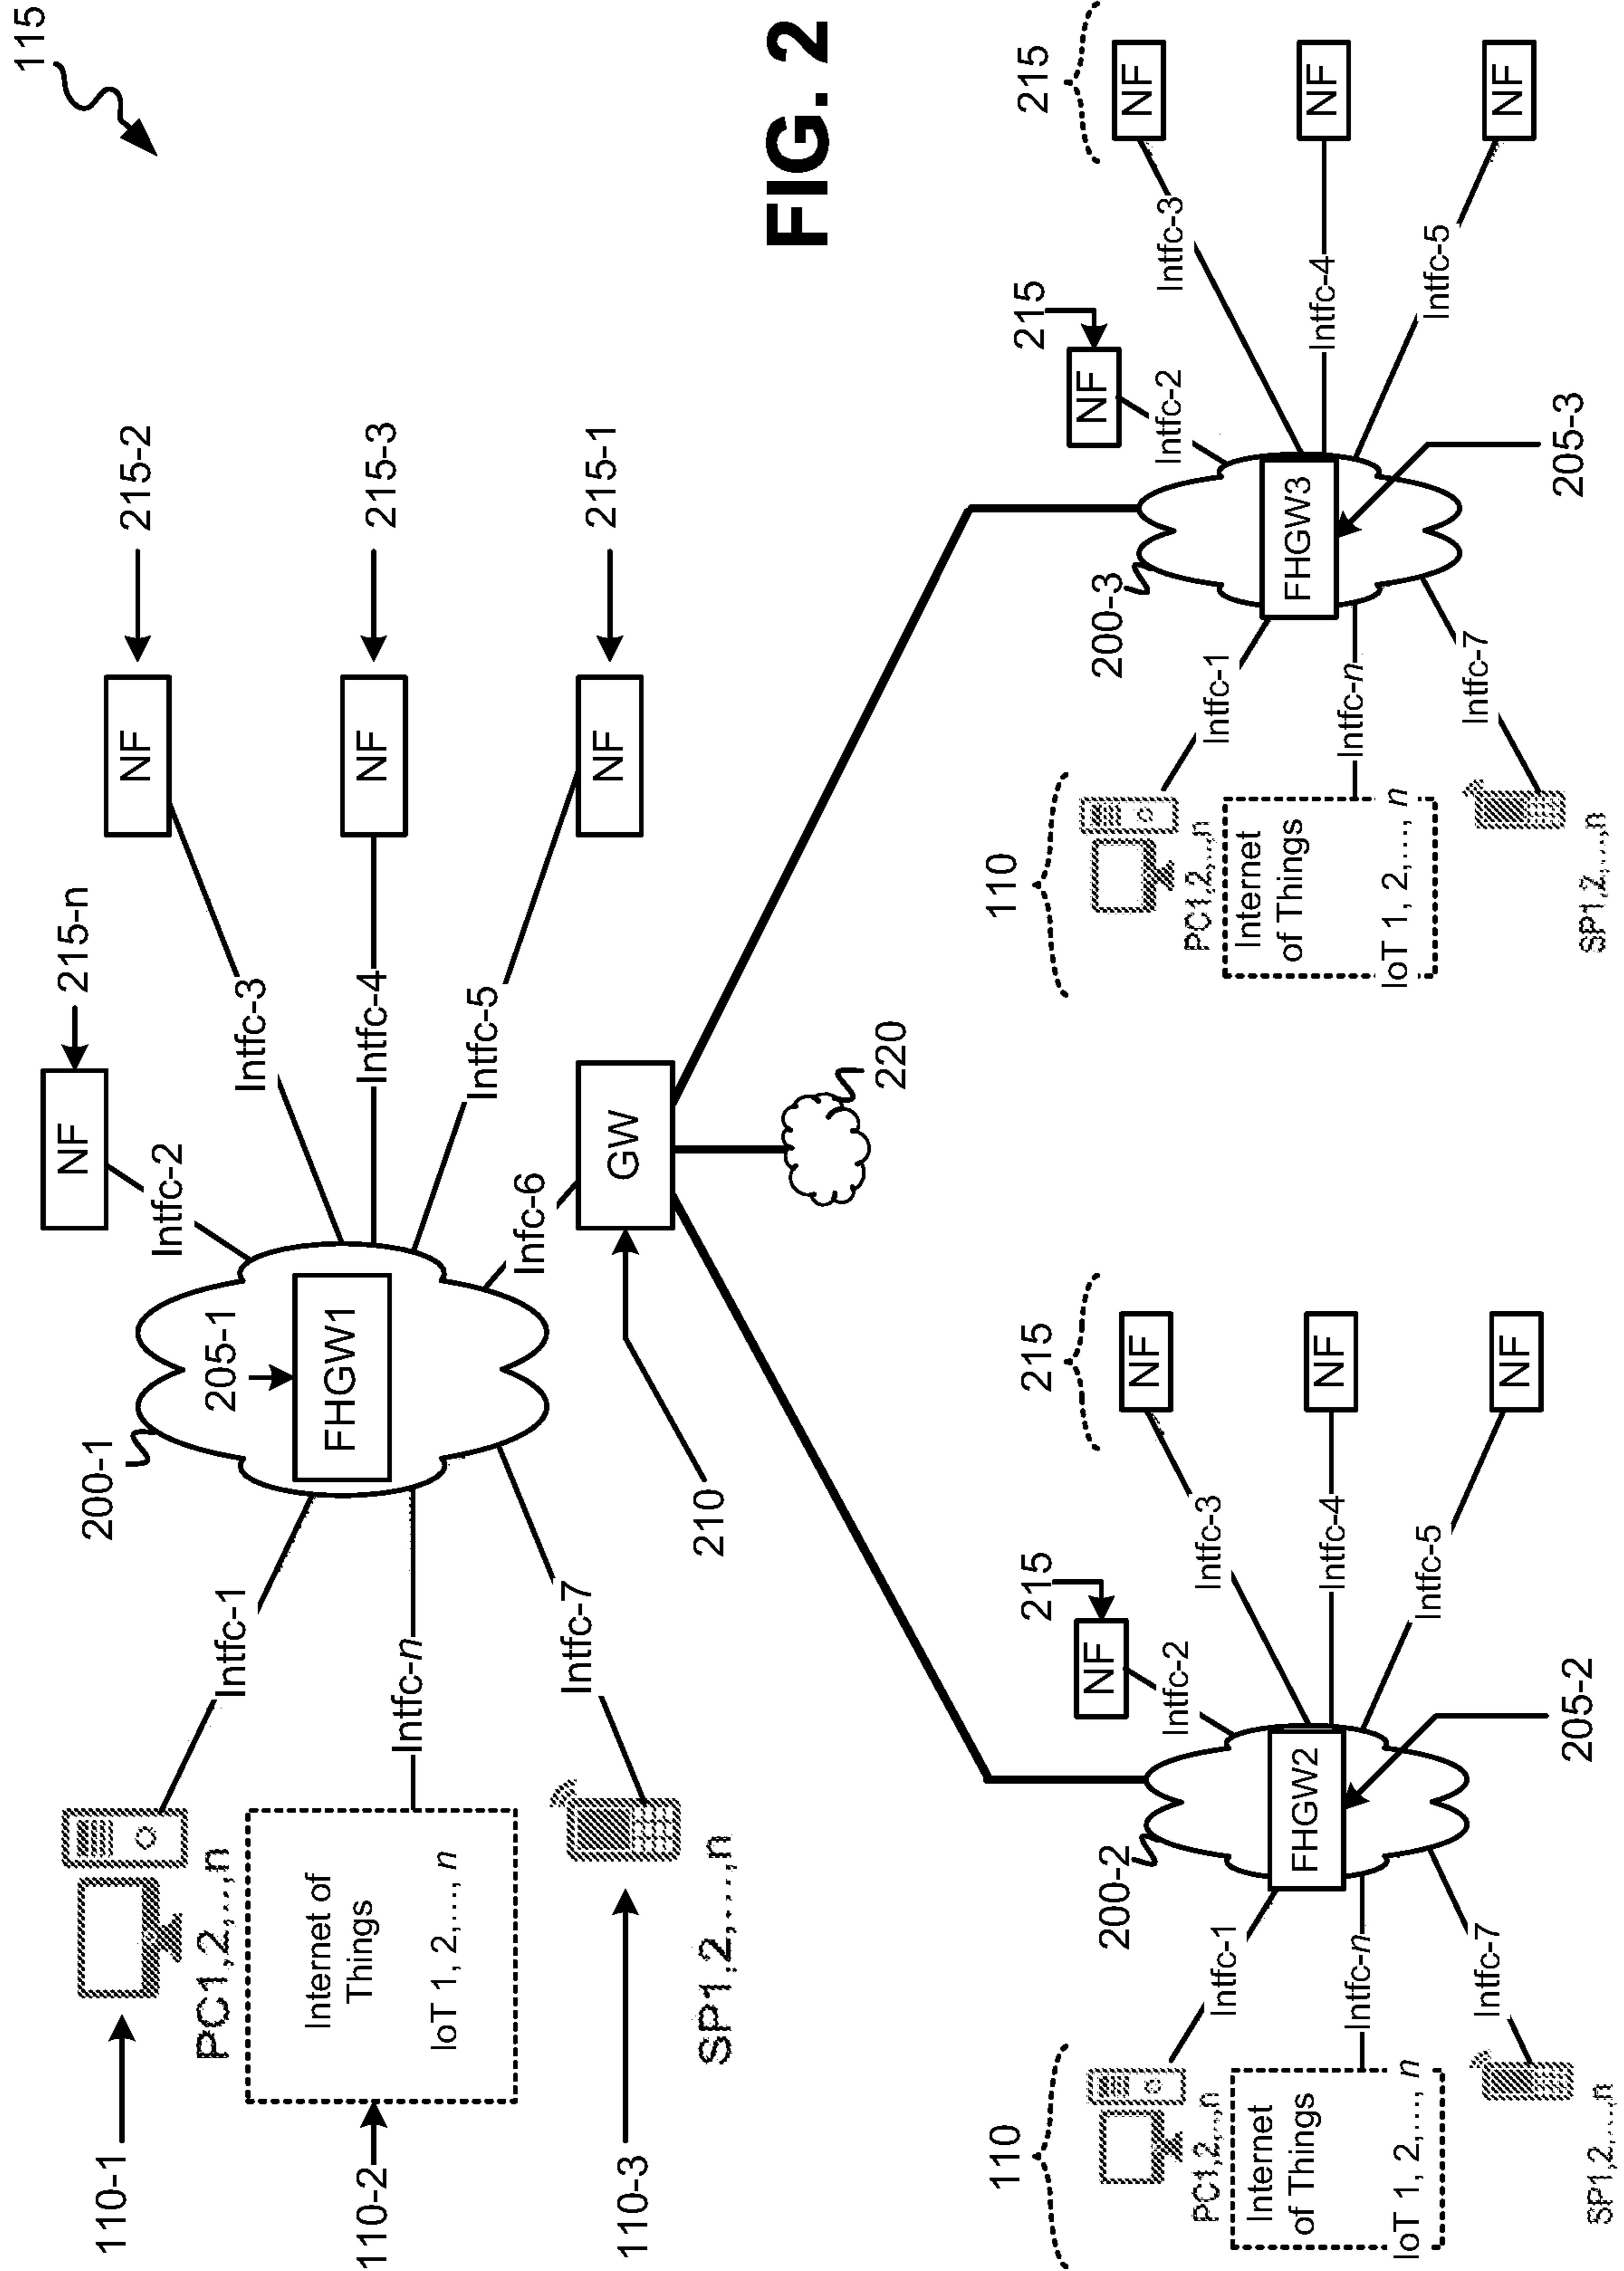 115
215-n
NF
215-2
NF
Intfc-2
Intfc-3
200-1
205-1
FHGW1
110-1
PC1,2,...,n
Intfc-1
Intfc-4
NF
215-3
110-2
Internet of
Things
IoT 1, 2,..., n
Intfc-n
Intfc-5
NF
215-1
110-3
SP1,2,...,n
Intfc-7
Infc-6
GW
210
220
FIG. 2
110
PC1,2,...,n
Internet
of Things
IoT 1, 2,..., n
SP1,2,...,n
Intfc-1
Intfc-n
Intfc-7
200-2
FHGW2
205-2
215
NF
Intfc-2
Intfc-3
Intfc-4
Intfc-5
215
NF
NF
NF
110
PC1,2,...,n
Internet
of Things
IoT 1, 2,..., n
SP1,2,...,n
Intfc-1
Intfc-n
Intfc-7
200-3
FHGW3
205-3
215
NF
Intfc-2
Intfc-3
Intfc-4
Intfc-5
215
NF
NF
NF